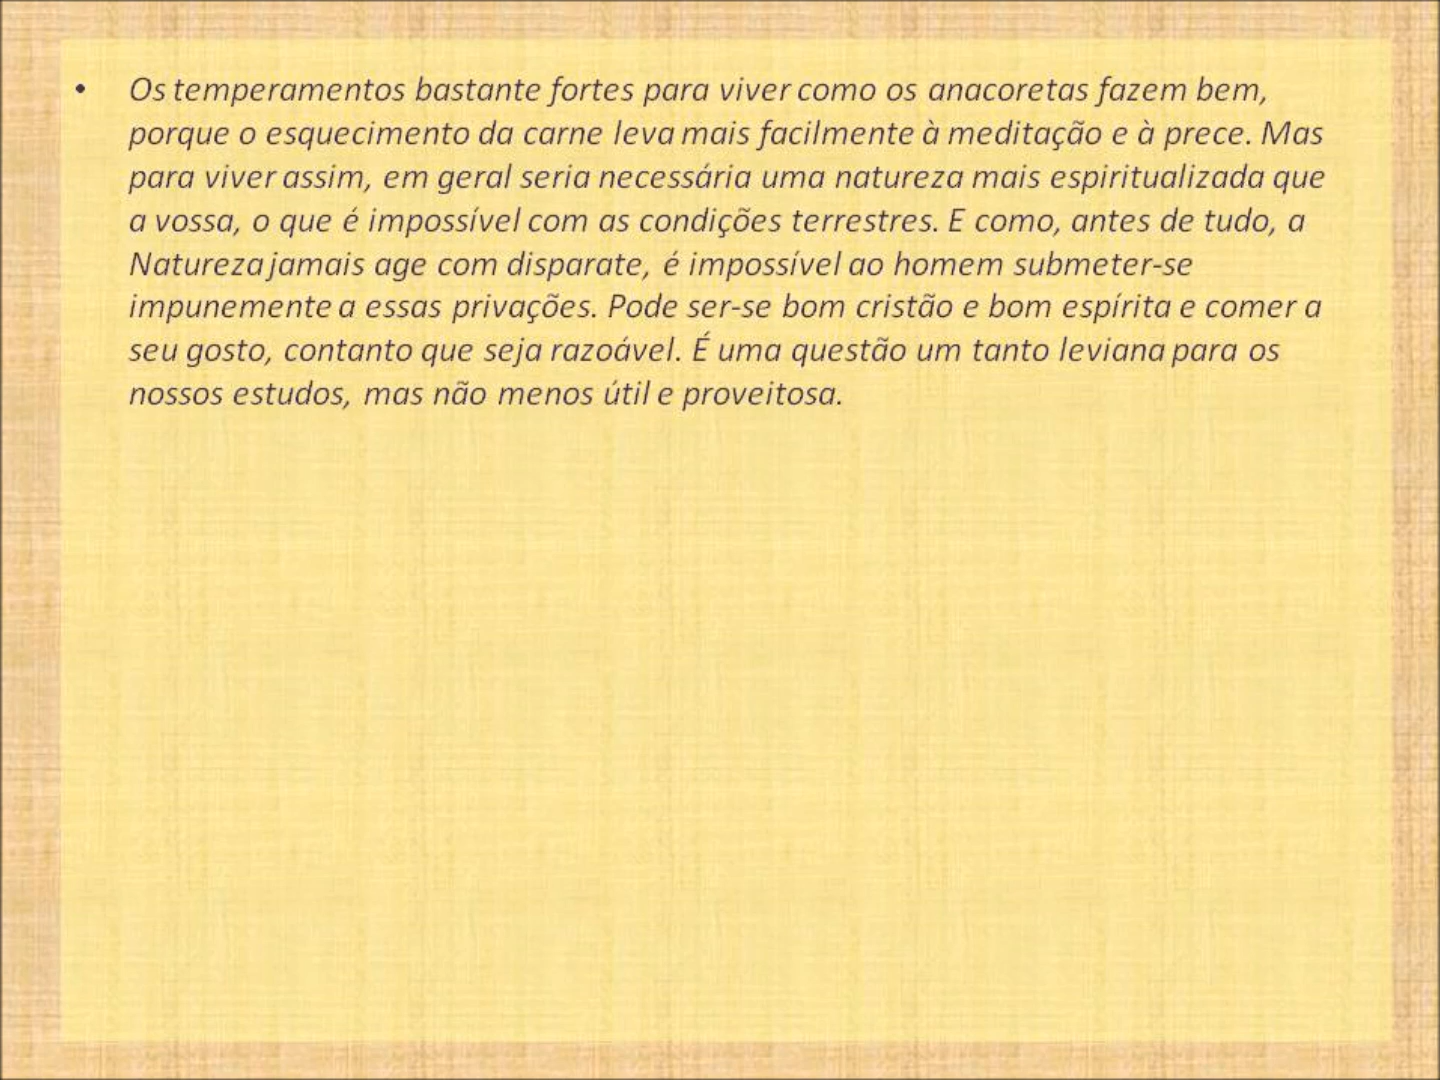 • Os temperamentos bastante fortes para viver como os anacoretas fazem bem,
porque o esquecimento da carne leva mais facilmente à meditação e à prece. Mas
para viver assim, em geral seria necessária uma natureza mais espiritualizada que
a vossa, o que é impossível com as condições terrestres. E como, antes de tudo, a
Natureza jamais age com disparate, é impossível ao homem submeter-se
impunemente a essas privações. Pode ser-se bom cristão e bom espírita e comer a
seu gosto, contanto que seja razoável. É uma questão um tanto leviana para os
nossos estudos, mas não menos útil e proveitosa.